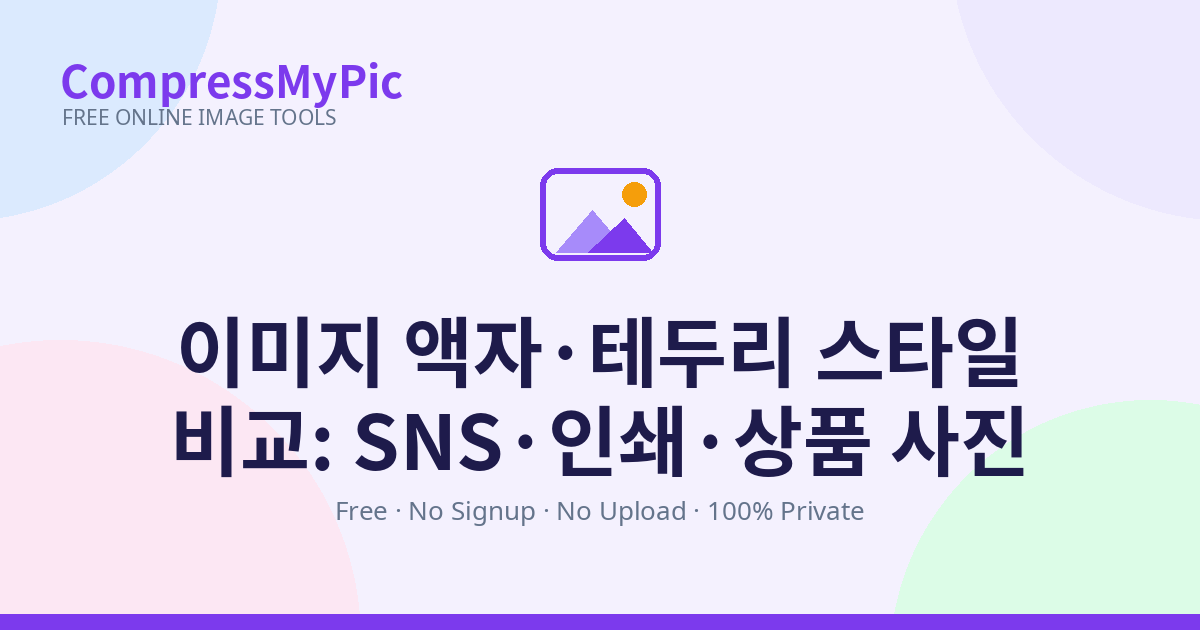 CompressMyPic
FREE ONLINE IMAGE TOOLS
이미지 액자·테두리 스타일
비교: SNS·인쇄·상품 사진
Free · No Signup · No Upload · 100% Private